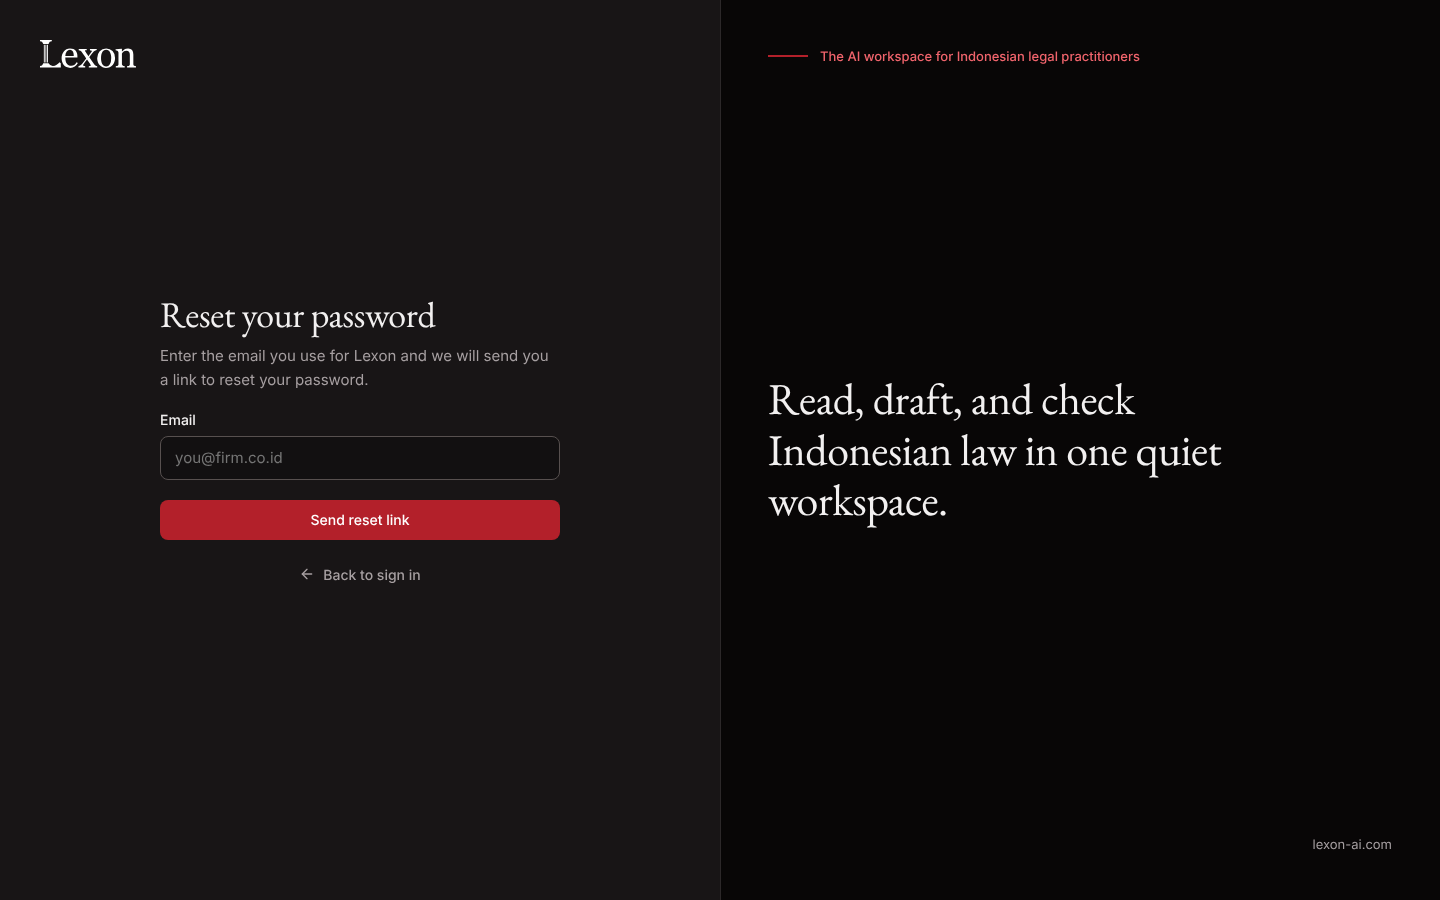 Lexon
Reset your password
Enter the email you use for Lexon and we will send you
a link to reset your password.
Email
you@firm.co.id
Send reset link
Back to sign in
The AI workspace for Indonesian legal practitioners
Read, draft, and check
Indonesian law in one quiet
workspace.
lexon-ai.com